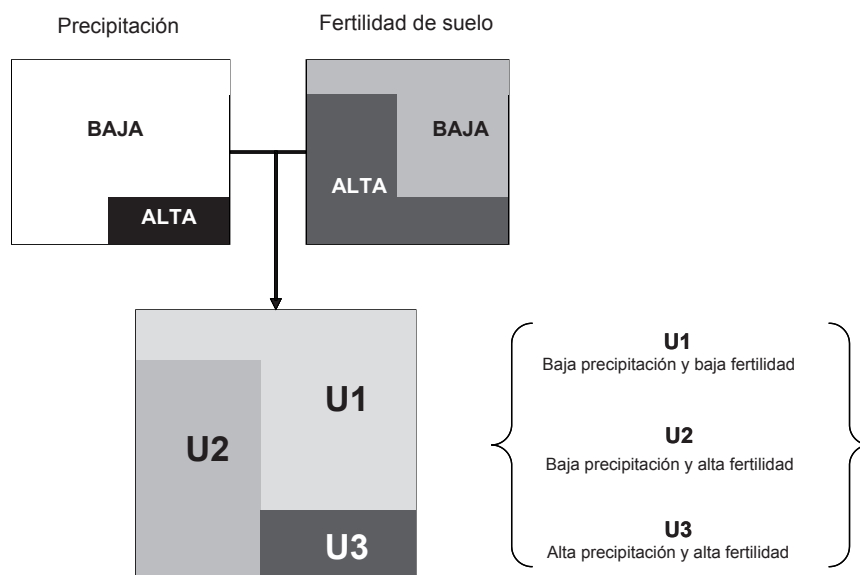 Precipitación
Fertilidad de suelo
BAJA
ALTA
BAJA
ALTA
U1
U2
U3
U1
Baja precipitación y baja fertilidad
U2
Baja precipitación y alta fertilidad
U3
Alta precipitación y alta fertilidad